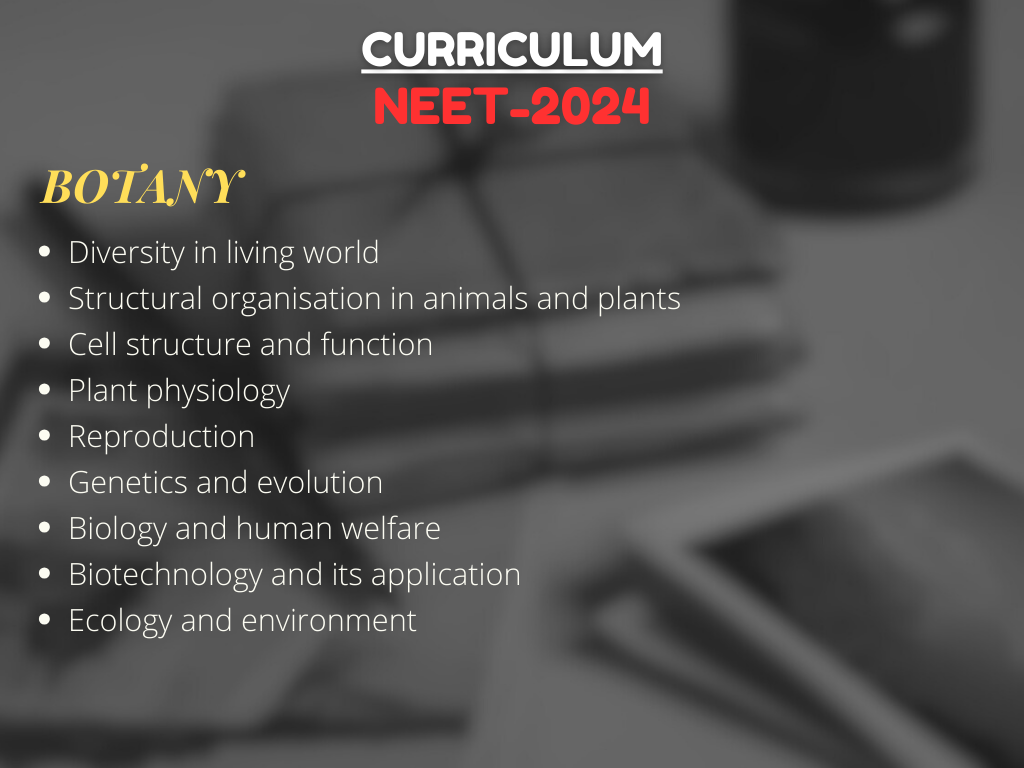 CURRICULUM
NEET-2024
BOTANY
• Diversity in living world
• Structural organisation in animals and plants
• Cell structure and function
• Plant physiology
• Reproduction
• Genetics and evolution
• Biology and human welfare
• Biotechnology and its application
• Ecology and environment